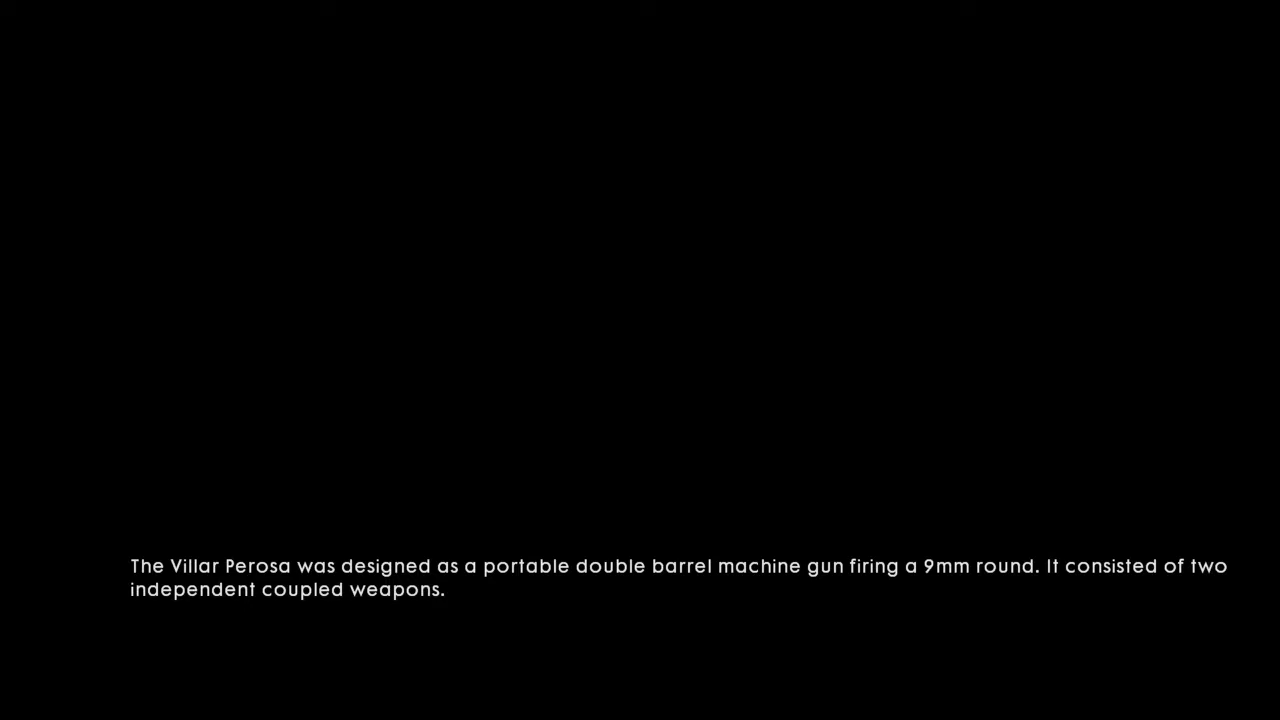 The Villar Perosa was designed as a portable double barrel machine gun firing a 9mm round. It consisted of two
independent coupled weapons.